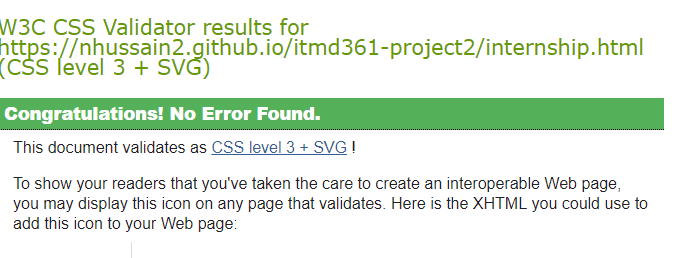 W3C CSS Validator results for
https://nhussain2.github.io/itmd361-project2/internship.html
(CSS level 3 + SVG)
Congratulations! No Error Found.
This document validates as CSS level 3 + SVG !
To show your readers that you've taken the care to create an interoperable Web page,
you may display this icon on any page that validates. Here is the XHTML you could use to
add this icon to your Web page: